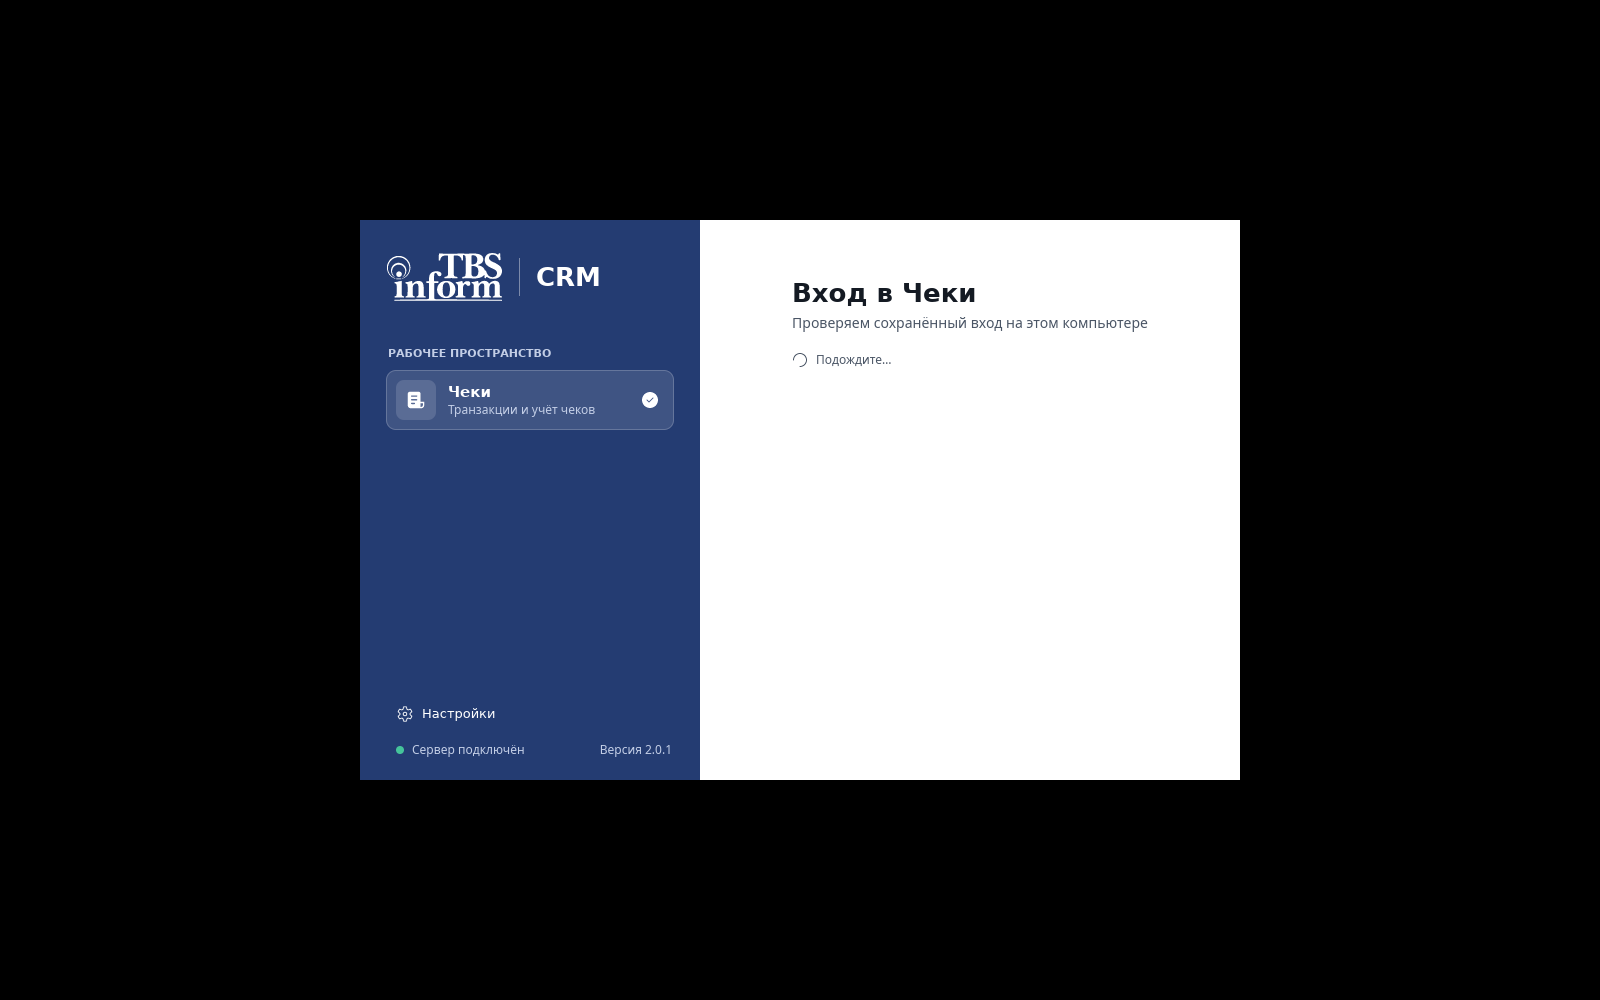 TBS
inform
CRM
РАБОЧЕЕ ПРОСТРАНСТВО
Чеки
Транзакции и учёт чеков
Настройки
Сервер подключён
Версия 2.0.1
Вход в Чеки
Проверяем сохранённый вход на этом компьютере
Подождите…